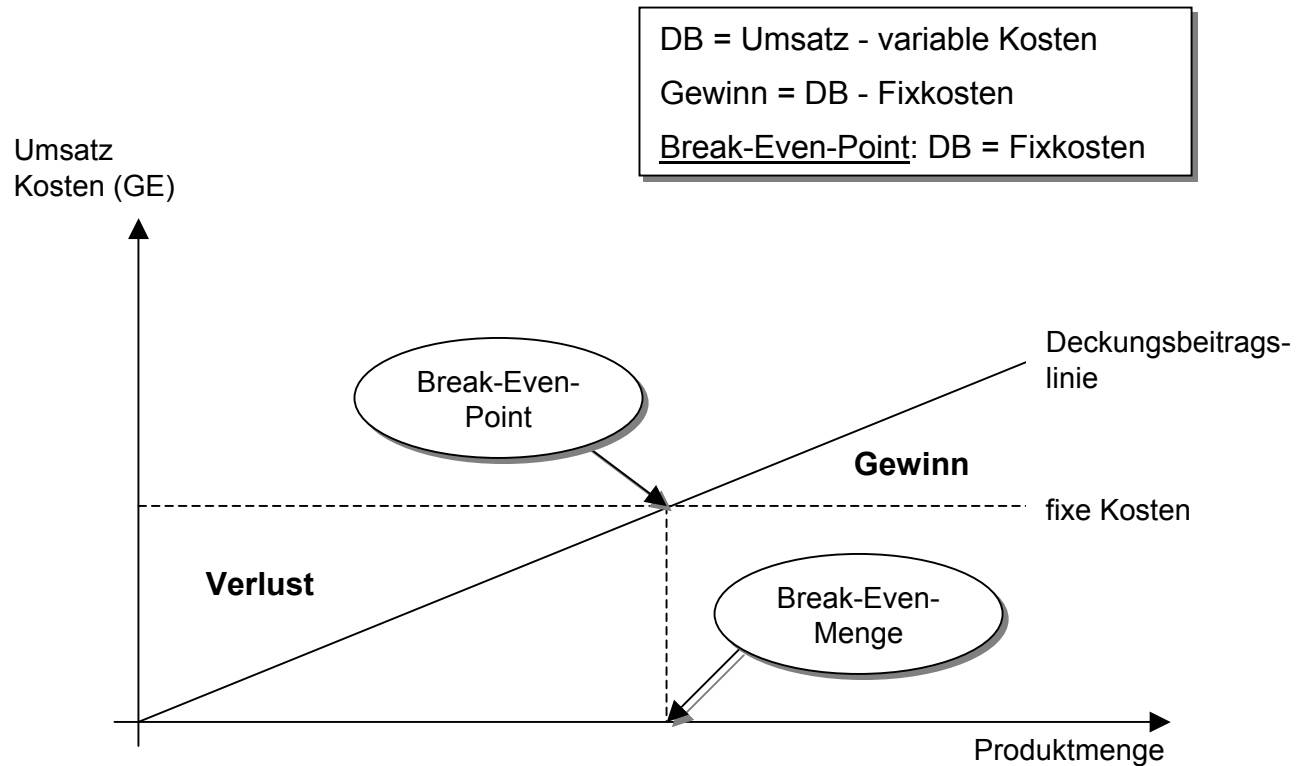 DB = Umsatz - variable Kosten
Gewinn = DB - Fixkosten
Break-Even-Point: DB = Fixkosten
Umsatz
Kosten (GE)
Deckungsbeitrags-
linie
Break-Even-
Point
Gewinn
fixe Kosten
Verlust
Break-Even-
Menge
Produktmenge